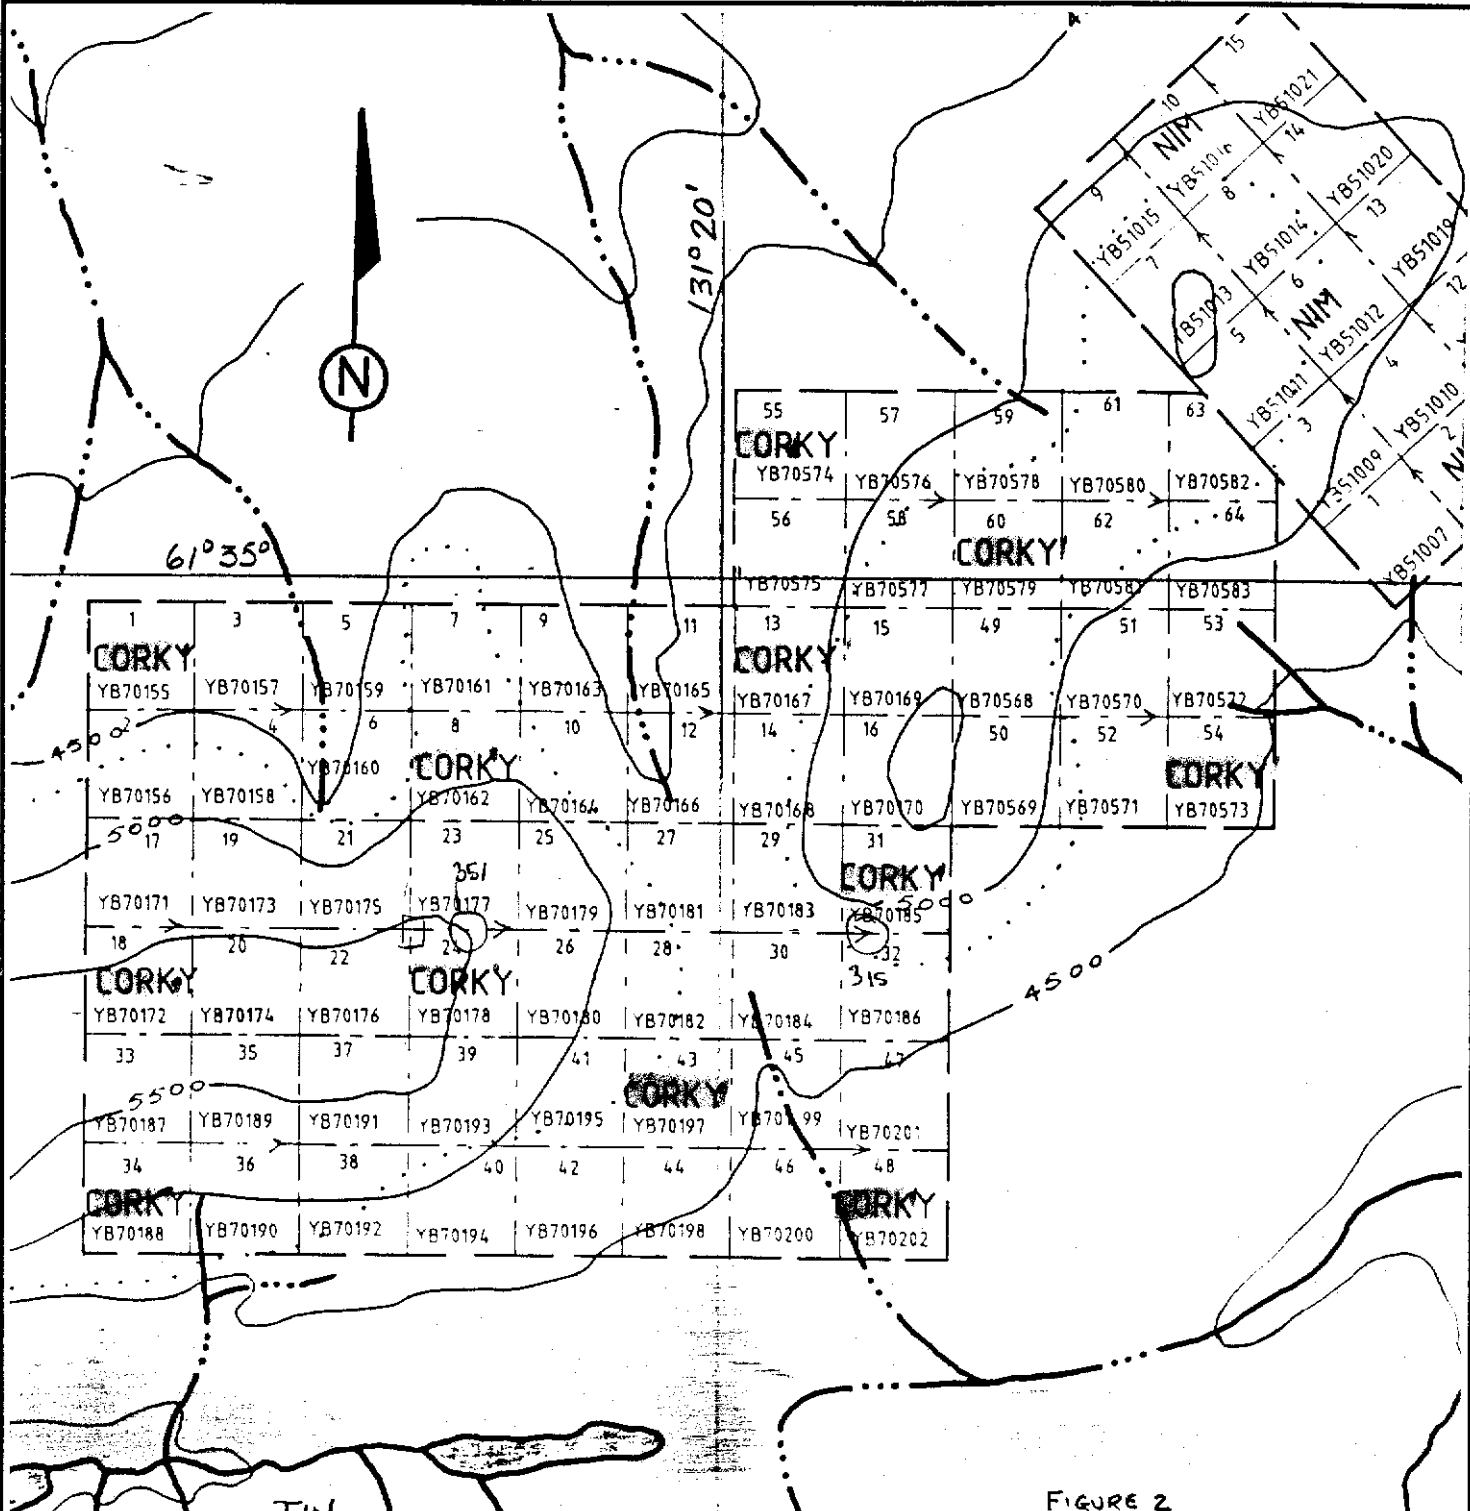 15
10
YB51021
NIM
14
9
8
YB51020
13
YB51015
7
YB51014
6
YB51019
12
131° 20'
5
NIM
YB51012
4
3
YB51010
2
1
YB51007
N
61° 35°
55 57 59 61 63
CORKY
YB70574 YB70576 YB70578 YB70580 YB70582
56 58 60 62 64
CORKY
YB70575 YB70577 YB70579 YB70581 YB70583
1 3 5 7 9 11 13 15 49 51 53
CORKY CORKY
YB70155 YB70157 YB70159 YB70161 YB70163 YB70165 YB70167 YB70169 YB70568 YB70570 YB70572
2 4 6 8 10 12 14 16 50 52 54
4500
YB70160 CORKY CORKY
YB70156 YB70158 YB70162 YB70164 YB70166 YB70168 YB70170 YB70569 YB70571 YB70573
5000
17 19 21 23 25 27 29 31
351 CORKY
YB70171 YB70173 YB70175 YB70177 YB70179 YB70181 YB70183 YB70185
5000
18 20 22 24 26 28 30 32
CORKY CORKY 315
4500
YB70172 YB70174 YB70176 YB70178 YB70180 YB70182 YB70184 YB70186
33 35 37 39 41 43 45 47
5500 CORKY
YB70187 YB70189 YB70191 YB70193 YB70195 YB70197 YB70199 YB70201
34 36 38 40 42 44 46 48
CORKY CORKY
YB70188 YB70190 YB70192 YB70194 YB70196 YB70198 YB70200 YB70202
FIGURE 2